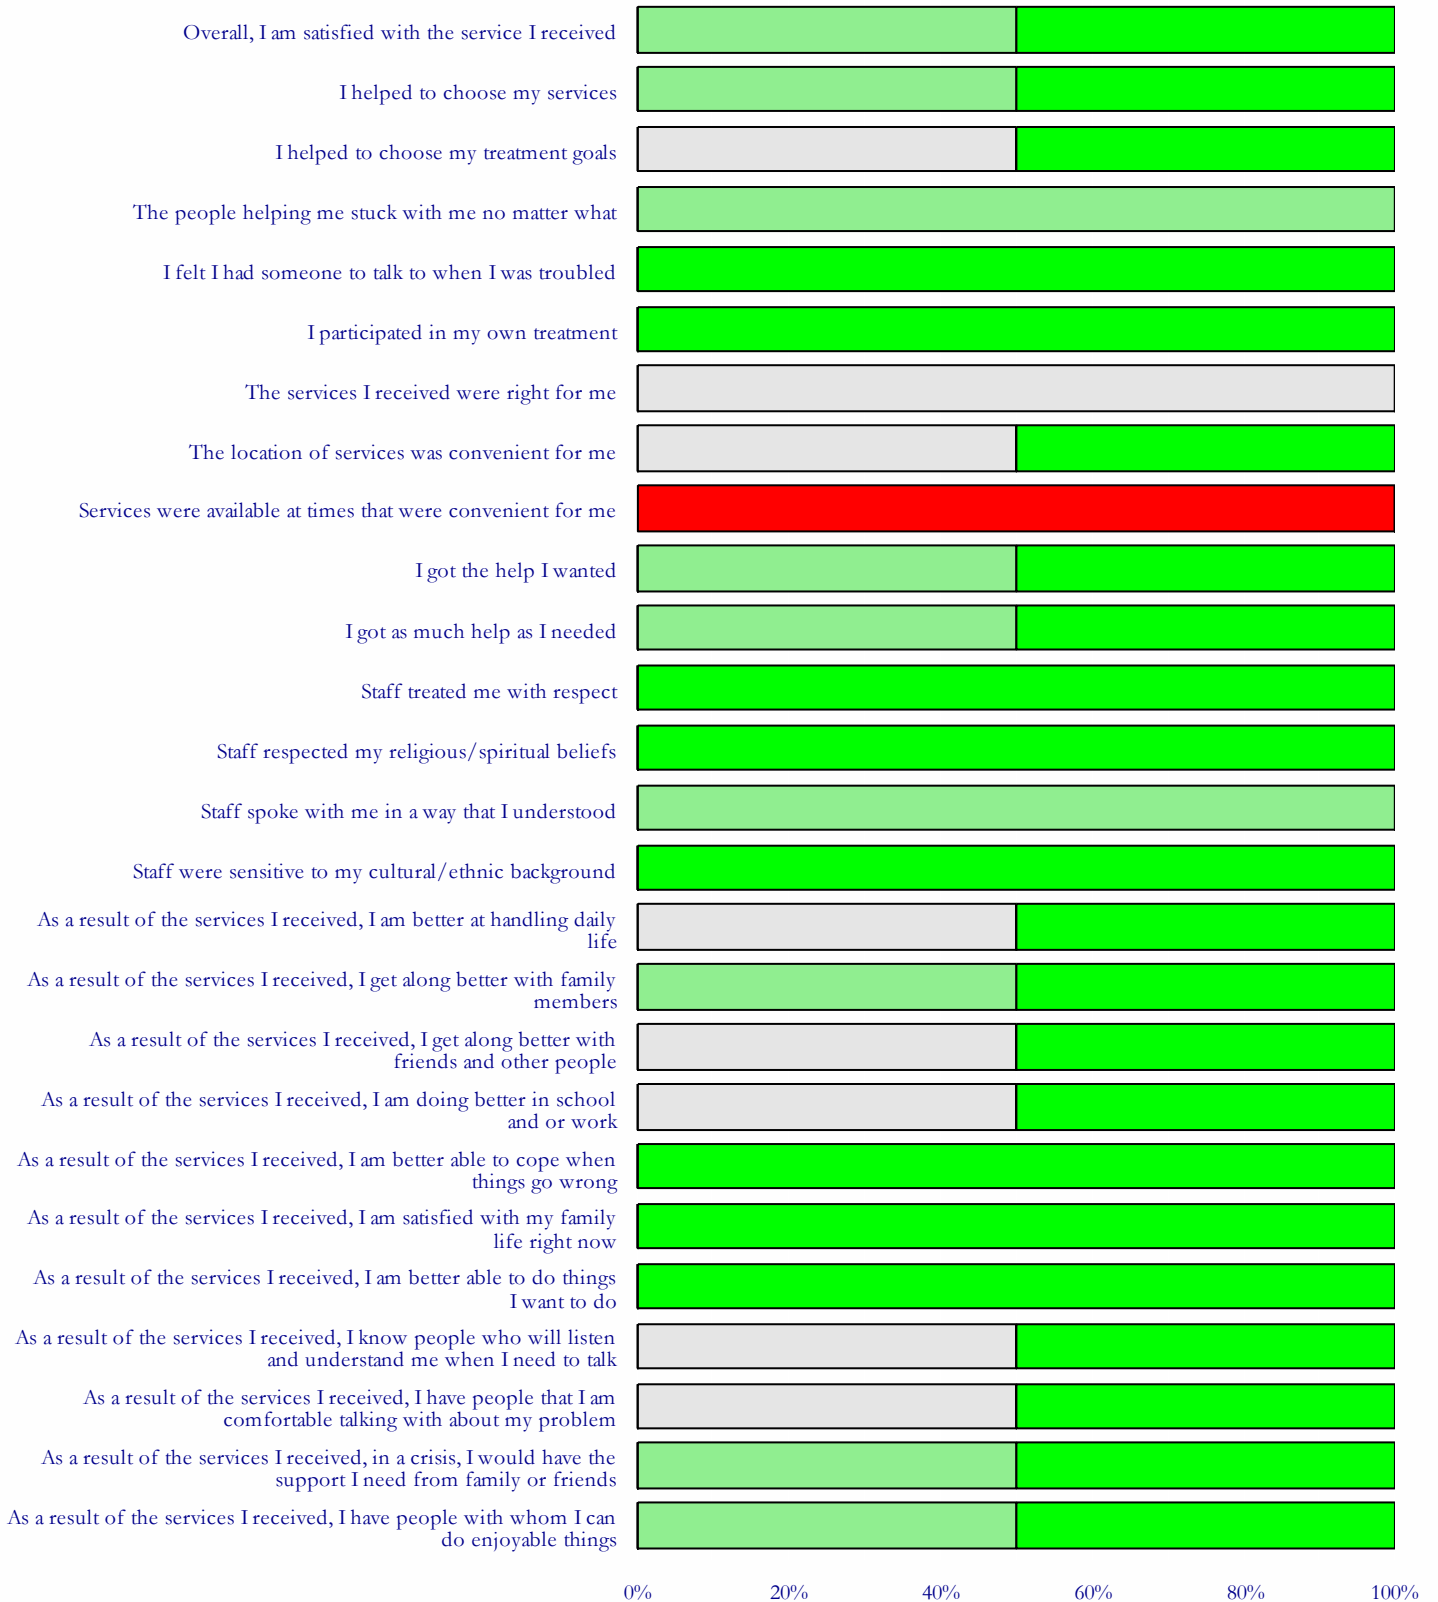 Overall, I am satisfied with the service I received
I helped to choose my services
I helped to choose my treatment goals
The people helping me stuck with me no matter what
I felt I had someone to talk to when I was troubled
I participated in my own treatment
The services I received were right for me
The location of services was convenient for me
Services were available at times that were convenient for me
I got the help I wanted
I got as much help as I needed
Staff treated me with respect
Staff respected my religious/spiritual beliefs
Staff spoke with me in a way that I understood
Staff were sensitive to my cultural/ethnic background
As a result of the services I received, I am better at handling daily
life
As a result of the services I received, I get along better with family
members
As a result of the services I received, I get along better with
friends and other people
As a result of the services I received, I am doing better in school
and or work
As a result of the services I received, I am better able to cope when
things go wrong
As a result of the services I received, I am satisfied with my family
life right now
As a result of the services I received, I am better able to do things
I want to do
As a result of the services I received, I know people who will listen
and understand me when I need to talk
As a result of the services I received, I have people that I am
comfortable talking with about my problem
As a result of the services I received, in a crisis, I would have the
support I need from family or friends
As a result of the services I received, I have people with whom I can
do enjoyable things
0% 20% 40% 60% 80% 100%